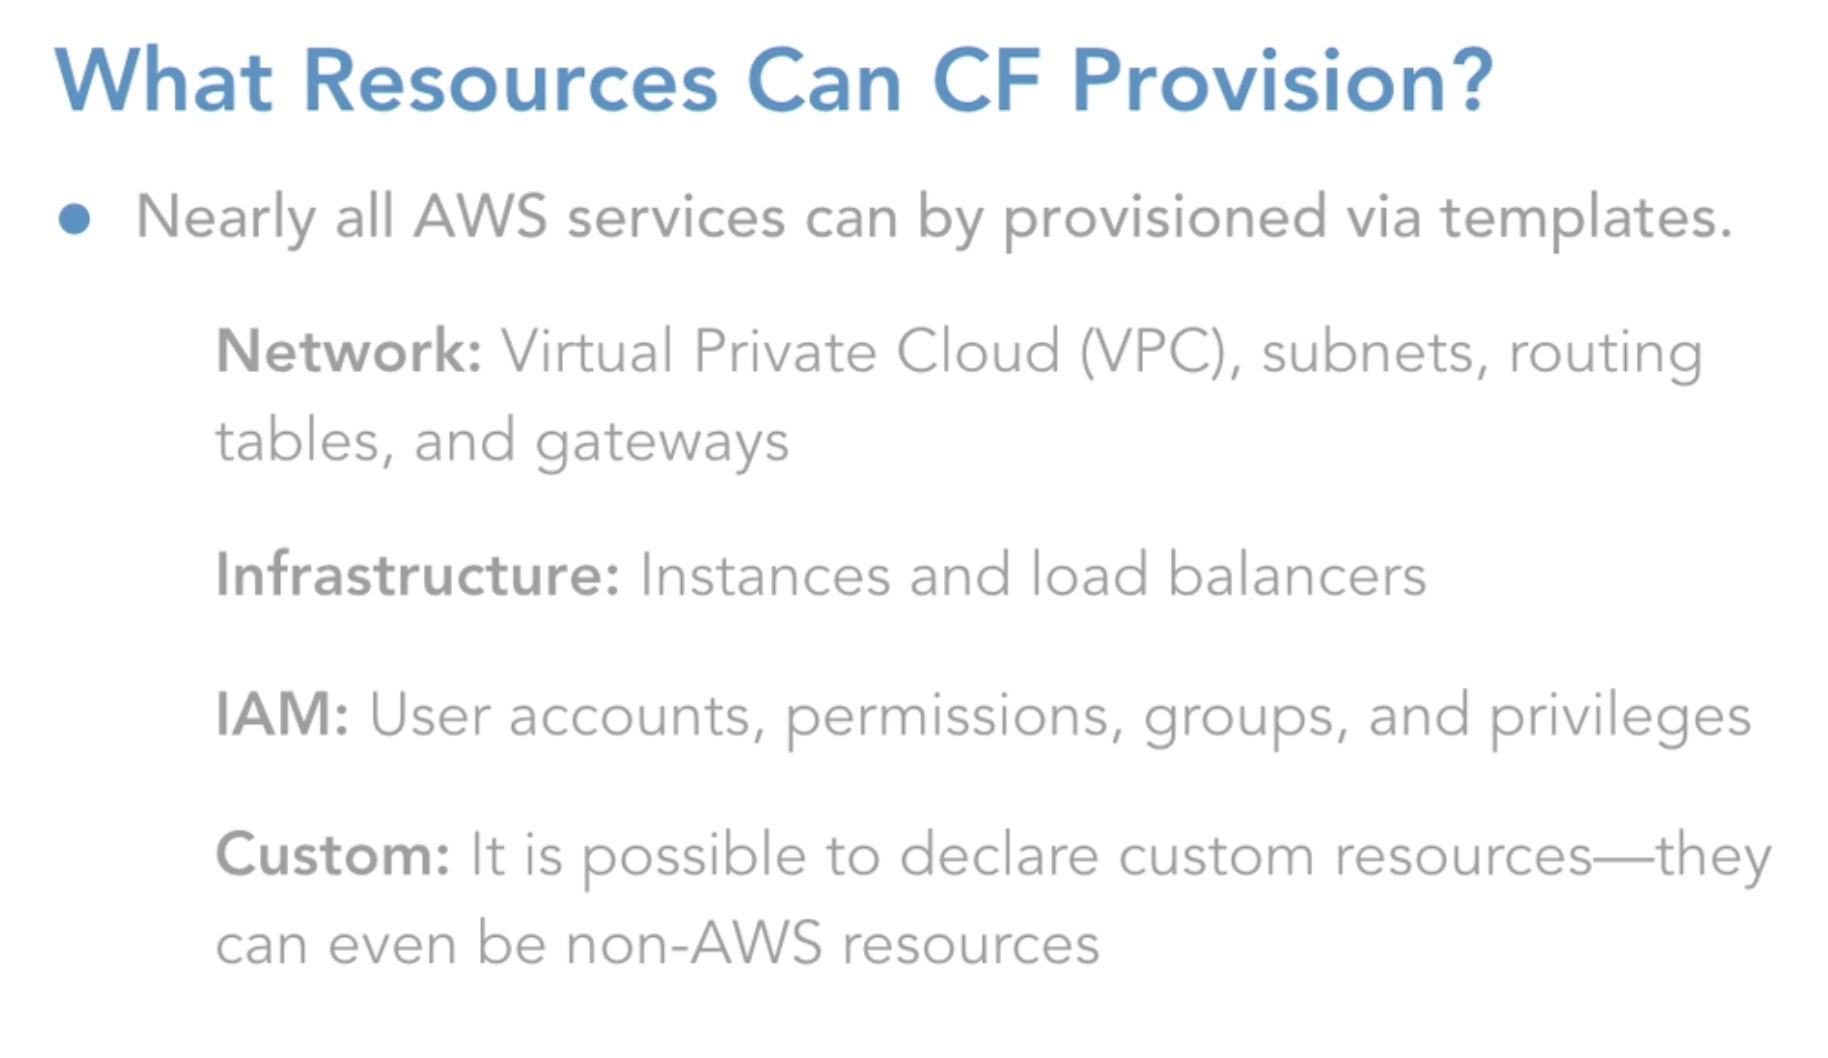 What Resources Can CF Provision?
● Nearly all AWS services can by provisioned via templates.
Network: Virtual Private Cloud (VPC), subnets, routing
tables, and gateways
Infrastructure: Instances and load balancers
IAM: User accounts, permissions, groups, and privileges
Custom: It is possible to declare custom resources—they
can even be non-AWS resources